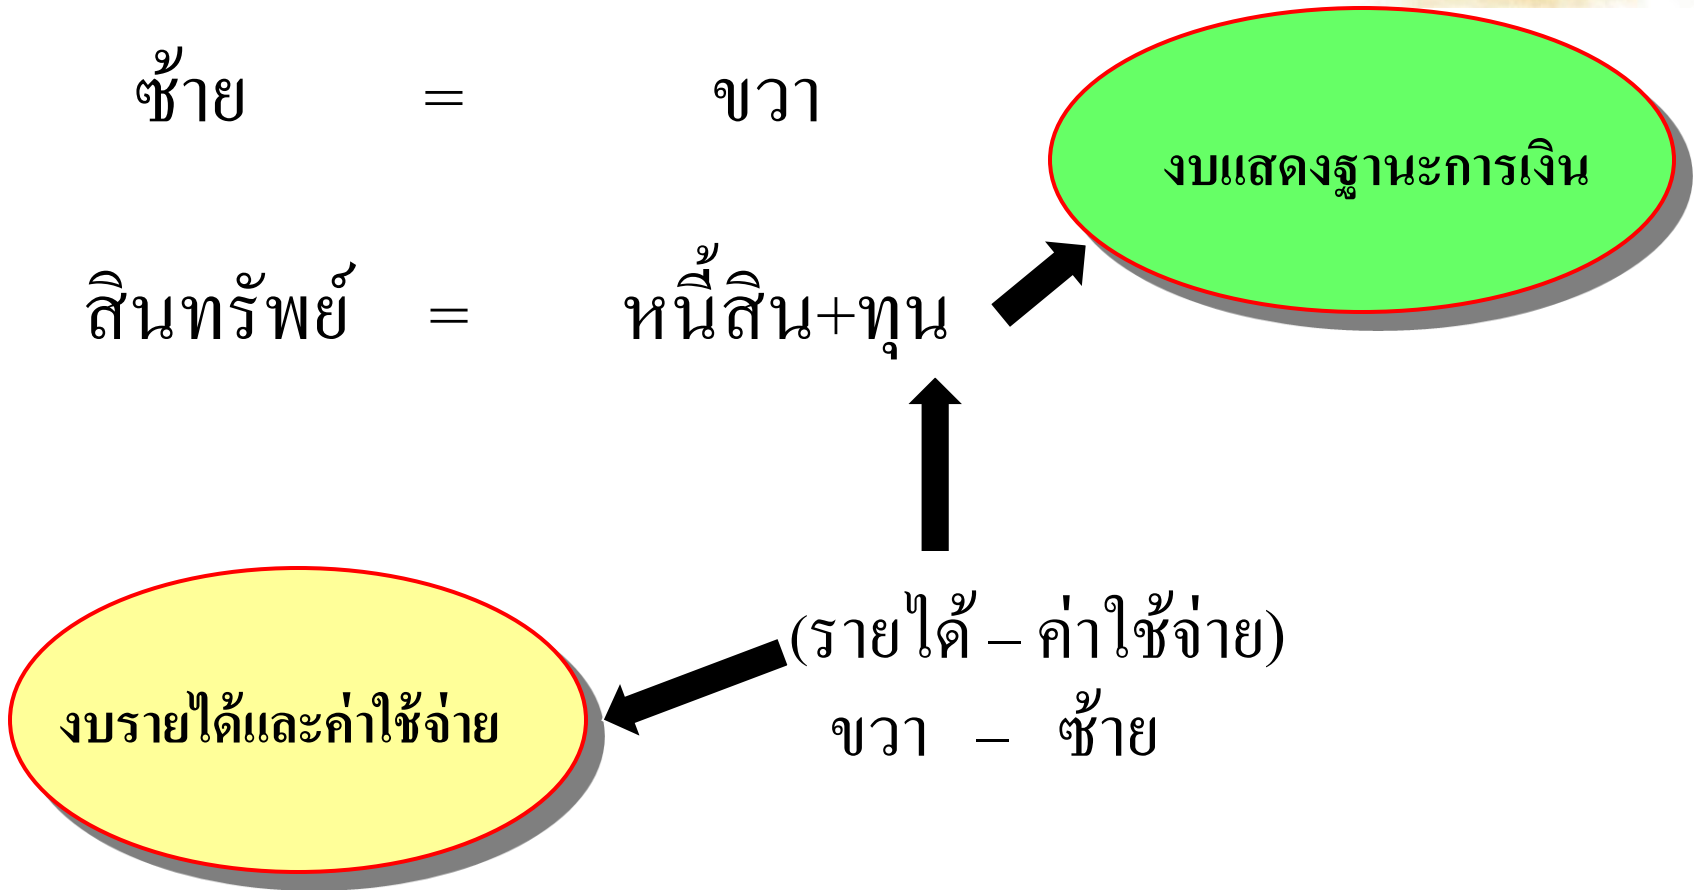 ซ้าย = ขวา
งบแสดงฐานะการเงิน
สินทรัพย์ = หนี้สิน+ทุน
(รายได้ – ค่าใช้จ่าย)
งบรายได้และค่าใช้จ่าย
ขวา – ซ้าย